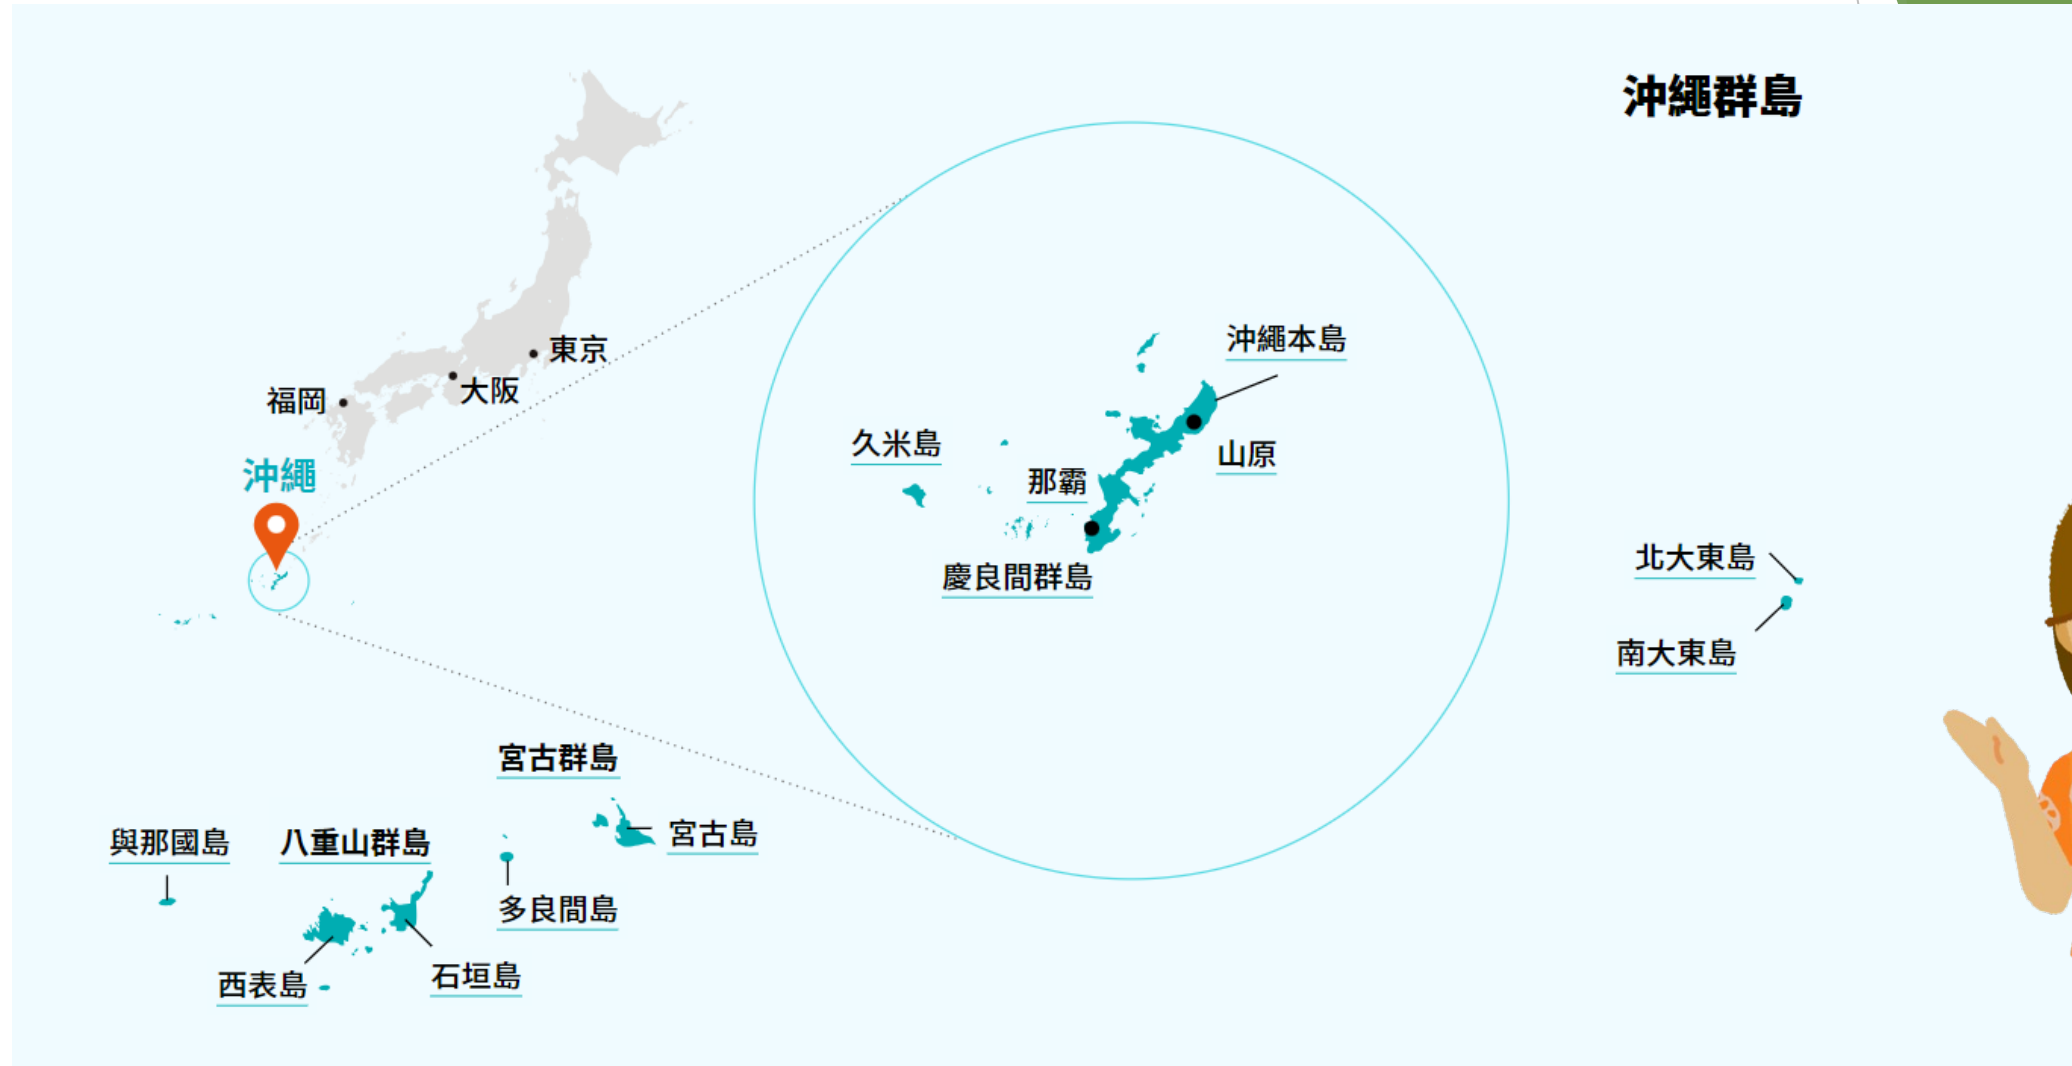 沖繩群島
東京
大阪
福岡
沖繩
沖繩本島
久米島
山原
那霸
慶良間群島
北大東島
南大東島
宮古群島
宮古島
與那國島
八重山群島
多良間島
西表島
石垣島